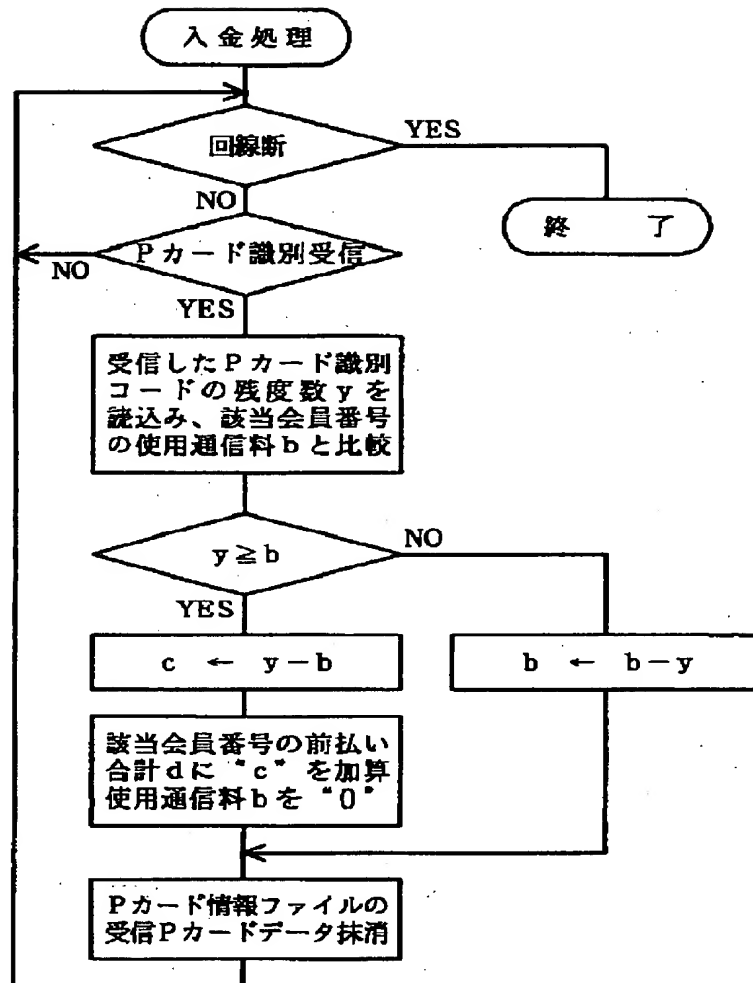 入金処理
回線断
YES
NO
終 了
Pカード識別受信
NO
YES
受信したPカード識別
コードの残度数yを
読込み、該当会員番号
の使用通信料bと比較
y≧b
NO
YES
c ← y-b
b ← b-y
該当会員番号の前払い
合計dに“c”を加算
使用通信料bを“0”
Pカード情報ファイルの
受信Pカードデータ抹消